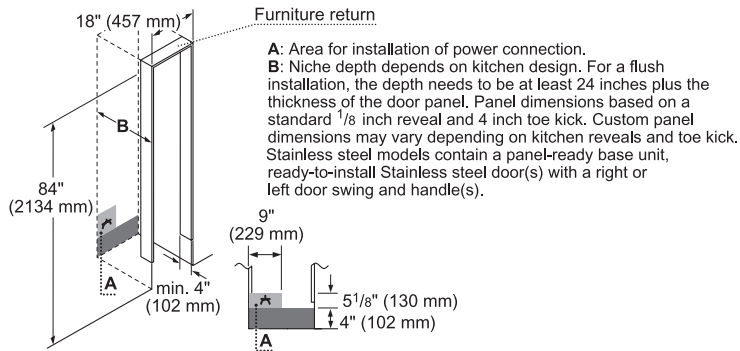 Furniture return
18" (457 mm)
A: Area for installation of power connection.
B: Niche depth depends on kitchen design. For a flush
installation, the depth needs to be at least 24 inches plus the
thickness of the door panel. Panel dimensions based on a
standard 1/8 inch reveal and 4 inch toe kick. Custom panel
dimensions may vary depending on kitchen reveals and toe kick.
Stainless steel models contain a panel-ready base unit,
ready-to-install Stainless steel door(s) with a right or
left door swing and handle(s).
B
84"
(2134 mm)
A
min. 4"
(102 mm)
9"
(229 mm)
51/8" (130 mm)
4" (102 mm)
A